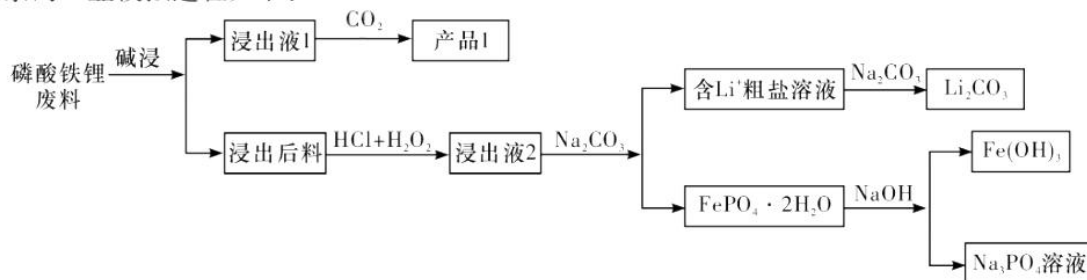 CO₂
浸出液1
产品1
碱浸
磷酸铁锂
废料
含Li⁺粗盐溶液
Na₂CO₃
Li₂CO₃
浸出后料
HCl+H₂O₂
浸出液2
Na₂CO₃
Fe(OH)₃
FePO₄·2H₂O
NaOH
Na₃PO₄溶液